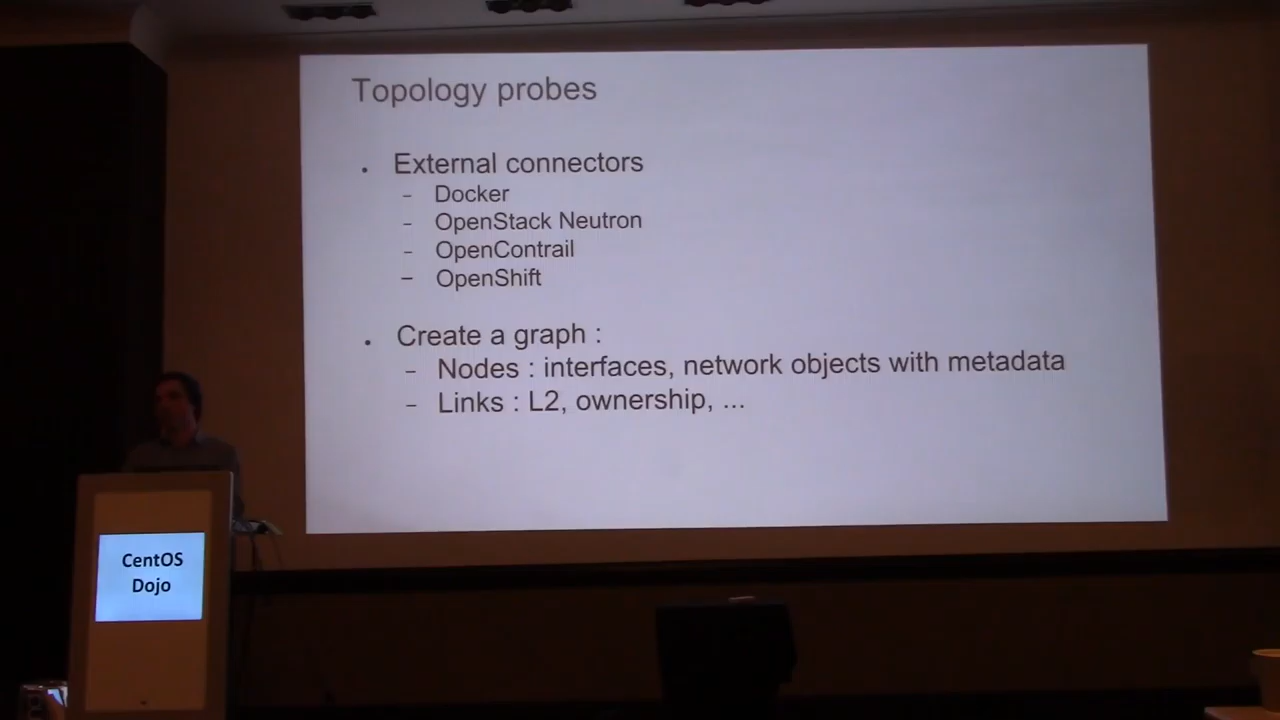 Topology probes
. External connectors
- Docker
- OpenStack Neutron
- OpenContrail
- OpenShift
. Create a graph :
- Nodes : interfaces, network objects with metadata
- Links : L2, ownership, ...
CentOS
Dojo